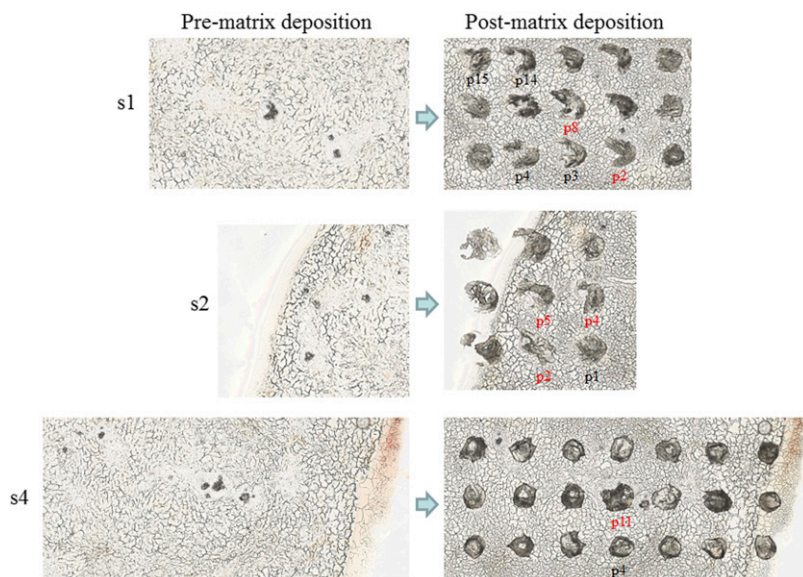 Pre-matrix deposition
Post-matrix deposition
s1
p15 p14
p8
p4 p3 p2
s2
p5 p4
p2 p1
s4
p11
p4